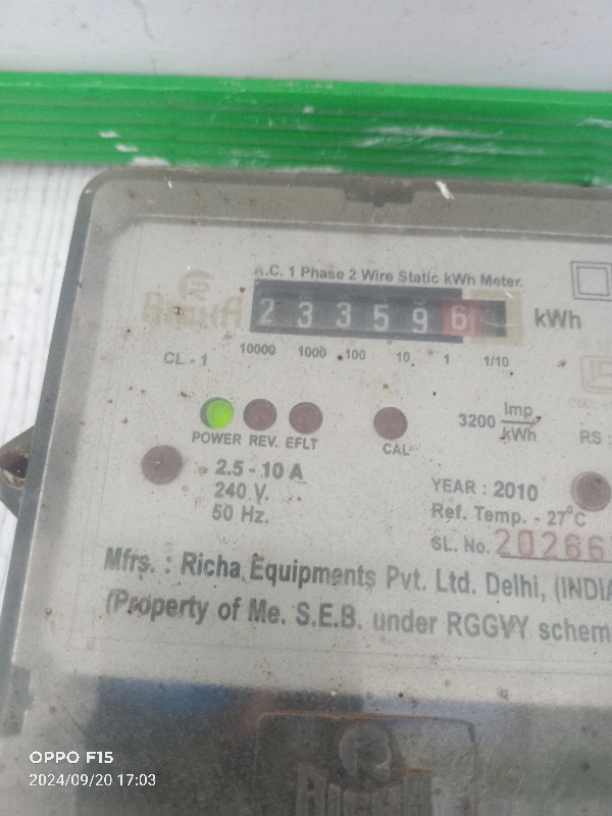 A.C. 1 Phase 2 Wire Static kWh Meter.
RICHA
2 3 3 5 9 6 kWh
CL - 1 10000 1000 100 10 1 1/10
POWER REV. EFLT CAL 3200 Imp/kWh RS :
2.5 - 10 A
240 V.
50 Hz.
YEAR : 2010
Ref. Temp. - 27°C
SL. No. 20266
Mfrs. : Richa Equipments Pvt. Ltd. Delhi, (INDIA
(Property of Me. S.E.B. under RGGVY schem
RICHA
OPPO F15
2024/09/20 17:03